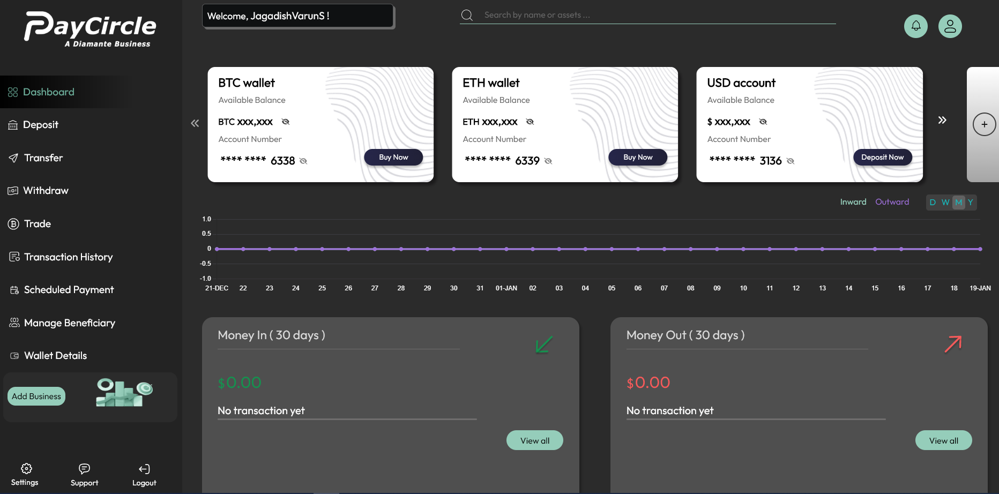 PayCircle
A Diamante Business
Dashboard
Deposit
Transfer
Withdraw
Trade
Transaction History
Scheduled Payment
Manage Beneficiary
Wallet Details
Add Business
Settings
Support
Logout
Welcome, JagadishVarunS !
Search by name or assets ...
BTC wallet
Available Balance
BTC xxx,xxx
Account Number
**** **** 6338
Buy Now
ETH wallet
Available Balance
ETH xxx,xxx
Account Number
**** **** 6339
Buy Now
USD account
Available Balance
$ xxx,xxx
Account Number
**** **** 3136
Deposit Now
+
Inward Outward D W M Y
1.0
0.5
0
-0.5
-1.0
21-DEC 22 23 24 25 26 27 28 29 30 31 01-JAN 02 03 04 05 06 07 08 09 10 11 12 13 14 15 16 17 18 19-JAN
Money In ( 30 days )
$0.00
No transaction yet
View all
Money Out ( 30 days )
$0.00
No transaction yet
View all